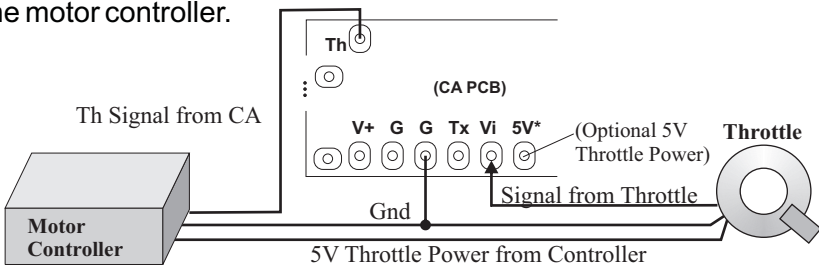 ne motor controller.
Th
(CA PCB)
Th Signal from CA
V+ G G Tx Vi 5V*
(Optional 5V
Throttle Power)
Throttle
Signal from Throttle
Gnd
Motor
Controller
5V Throttle Power from Controller